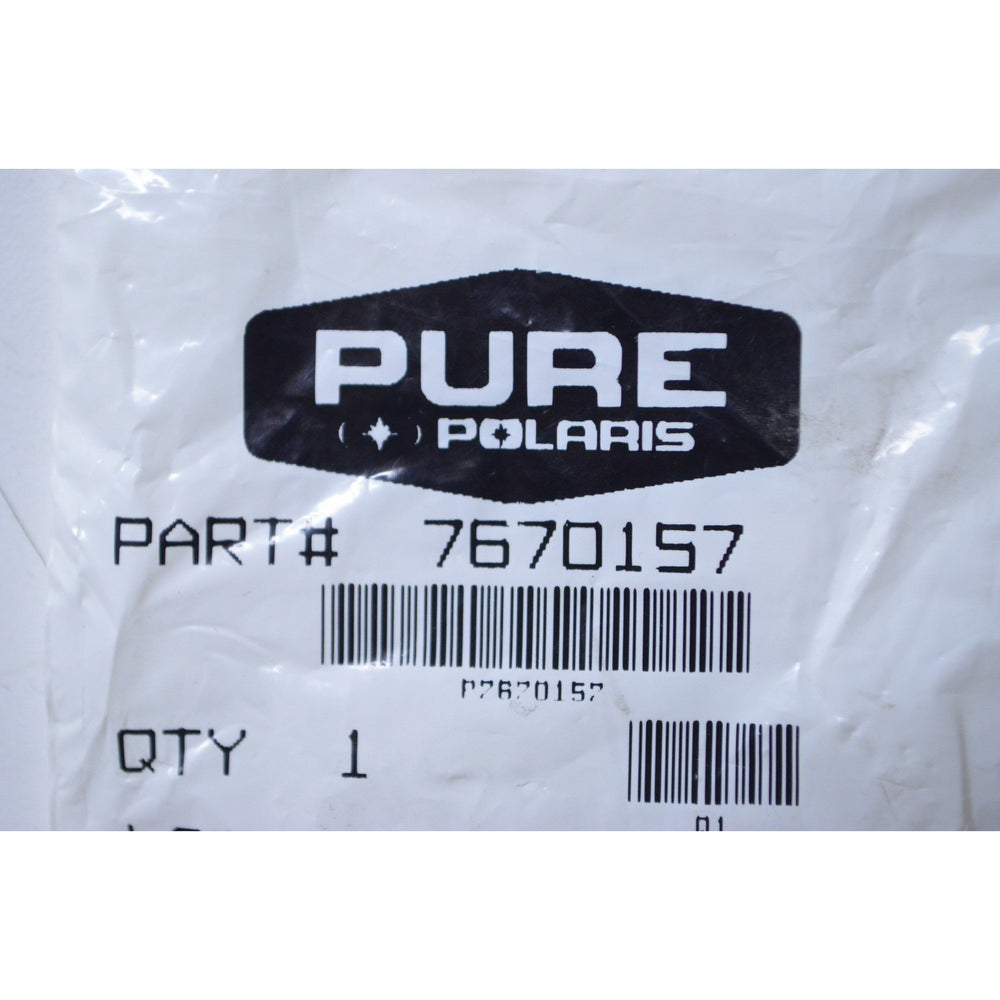 PURE
POLARIS
PART# 7670157
P7670157
QTY 1